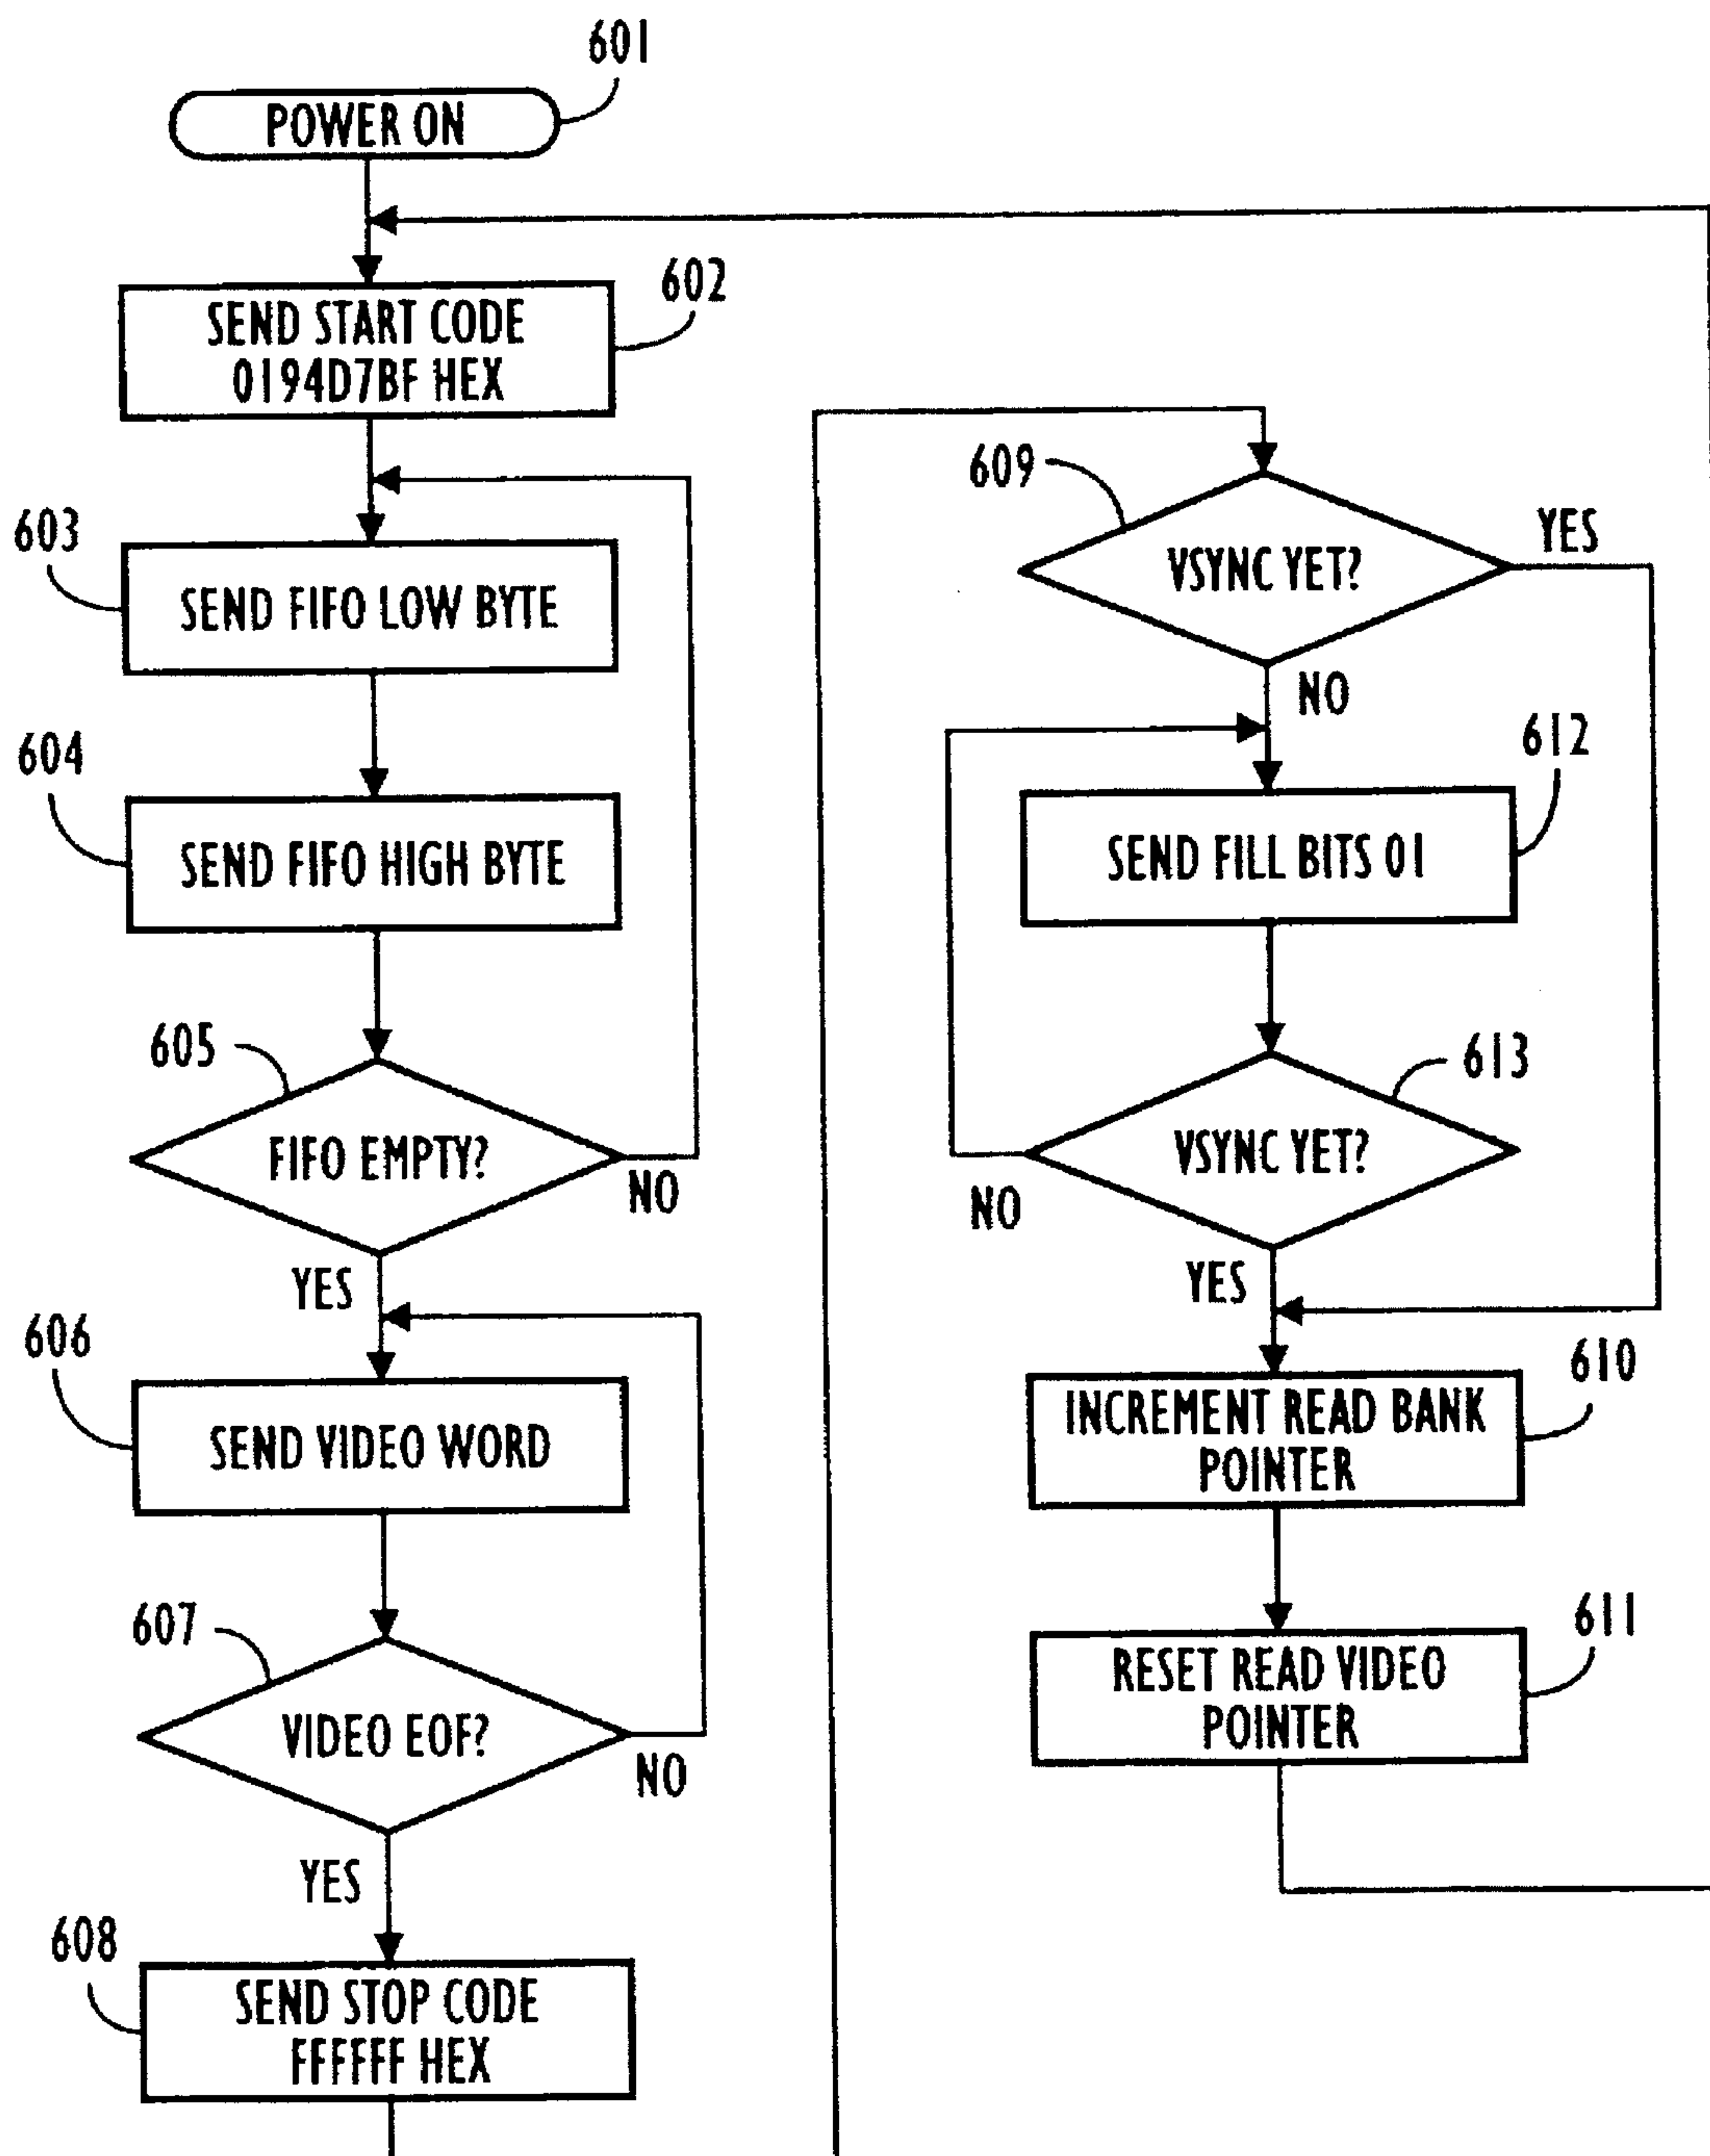 601
POWER ON
602
SEND START CODE
0194D7BF HEX
603
SEND FIFO LOW BYTE
604
SEND FIFO HIGH BYTE
605
FIFO EMPTY?
NO
YES
606
SEND VIDEO WORD
607
VIDEO EOF?
NO
YES
608
SEND STOP CODE
FFFFFF HEX
609
VSYNC YET?
YES
NO
612
SEND FILL BITS 01
613
VSYNC YET?
NO
YES
610
INCREMENT READ BANK
POINTER
611
RESET READ VIDEO
POINTER